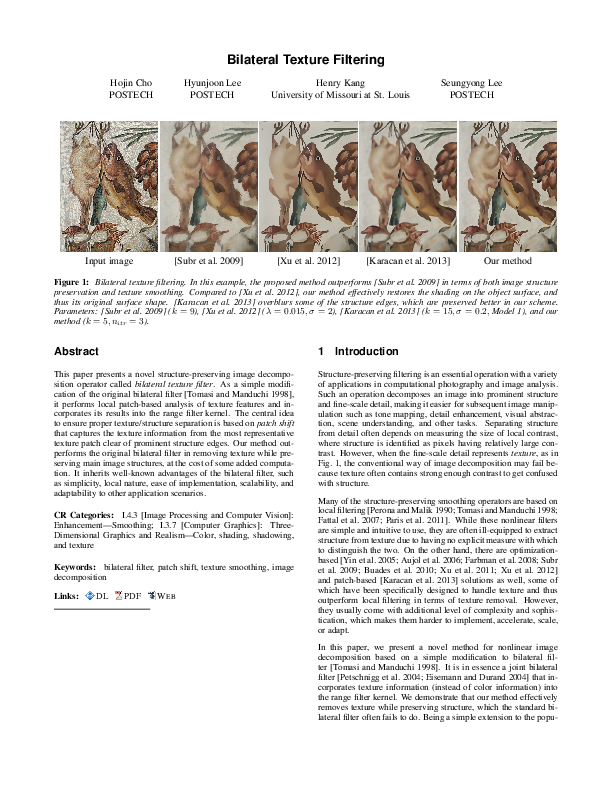 Bilateral Texture Filtering
Hojin Cho
POSTECH
Hyunjoon Lee
POSTECH
Henry Kang
University of Missouri at St. Louis
Seungyong Lee
POSTECH
Input image
[Subr et al. 2009]
[Xu et al. 2012]
[Karacan et al. 2013]
Our method
Figure 1: Bilateral texture filtering. In this example, the proposed method outperforms [Subr et al. 2009] in terms of both image structure
preservation and texture smoothing. Compared to [Xu et al. 2012], our method effectively restores the shading on the object surface, and
thus its original surface shape. [Karacan et al. 2013] overblurs some of the structure edges, which are preserved better in our scheme.
Parameters: [Subr et al. 2009] (k = 9), [Xu et al. 2012] (λ = 0.015, σ = 2), [Karacan et al. 2013] (k = 15, σ = 0.2, Model 1), and our
method (k = 5, n_itr = 3).
Abstract
This paper presents a novel structure-preserving image decompo-
sition operator called bilateral texture filter. As a simple modifi-
cation of the original bilateral filter [Tomasi and Manduchi 1998],
it performs local patch-based analysis of texture features and in-
corporates its results into the range filter kernel. The central idea
to ensure proper texture/structure separation is based on patch shift
that captures the texture information from the most representative
texture patch clear of prominent structure edges. Our method out-
performs the original bilateral filter in removing texture while pre-
serving main image structures, at the cost of some added computa-
tion. It inherits well-known advantages of the bilateral filter, such
as simplicity, local nature, ease of implementation, scalability, and
adaptability to other application scenarios.
CR Categories: I.4.3 [Image Processing and Computer Vision]:
Enhancement—Smoothing; I.3.7 [Computer Graphics]: Three-
Dimensional Graphics and Realism—Color, shading, shadowing,
and texture
Keywords: bilateral filter, patch shift, texture smoothing, image
decomposition
Links: DL PDF WEB
1 Introduction
Structure-preserving filtering is an essential operation with a variety
of applications in computational photography and image analysis.
Such an operation decomposes an image into prominent structure
and fine-scale detail, making it easier for subsequent image manip-
ulation such as tone mapping, detail enhancement, visual abstrac-
tion, scene understanding, and other tasks. Separating structure
from detail often depends on measuring the size of local contrast,
where structure is identified as pixels having relatively large con-
trast. However, when the fine-scale detail represents texture, as in
Fig. 1, the conventional way of image decomposition may fail be-
cause texture often contains strong enough contrast to get confused
with structure.
Many of the structure-preserving smoothing operators are based on
local filtering [Perona and Malik 1990; Tomasi and Manduchi 1998;
Fattal et al. 2007; Paris et al. 2011]. While these nonlinear filters
are simple and intuitive to use, they are often ill-equipped to extract
structure from texture due to having no explicit measure with which
to distinguish the two. On the other hand, there are optimization-
based [Yin et al. 2005; Aujol et al. 2006; Farbman et al. 2008; Subr
et al. 2009; Buades et al. 2010; Xu et al. 2011; Xu et al. 2012]
and patch-based [Karacan et al. 2013] solutions as well, some of
which have been specifically designed to handle texture and thus
outperform local filtering in terms of texture removal. However,
they usually come with additional level of complexity and sophis-
tication, which makes them harder to implement, accelerate, scale,
or adapt.
In this paper, we present a novel method for nonlinear image
decomposition based on a simple modification to bilateral fil-
ter [Tomasi and Manduchi 1998]. It is in essence a joint bilateral
filter [Petschnigg et al. 2004; Eisemann and Durand 2004] that in-
corporates texture information (instead of color information) into
the range filter kernel. We demonstrate that our method effectively
removes texture while preserving structure, which the standard bi-
lateral filter often fails to do. Being a simple extension to the popu-